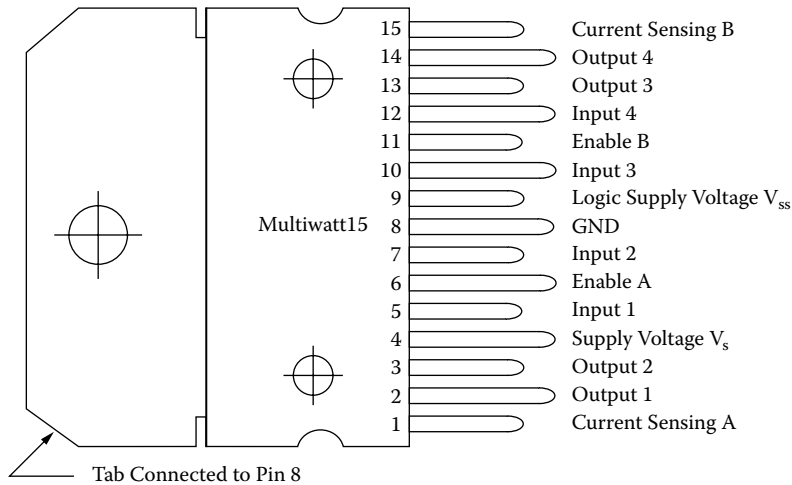 15 Current Sensing B
14 Output 4
13 Output 3
12 Input 4
11 Enable B
10 Input 3
9 Logic Supply Voltage Vss
8 GND
Multiwatt15
7 Input 2
6 Enable A
5 Input 1
4 Supply Voltage Vs
3 Output 2
2 Output 1
1 Current Sensing A
Tab Connected to Pin 8